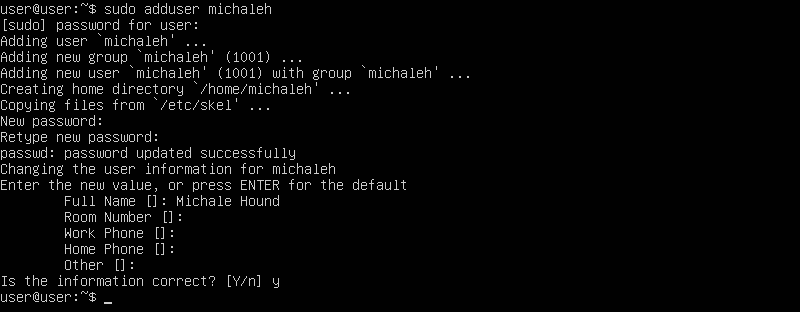 user@user:~$ sudo adduser michaleh
[sudo] password for user:
Adding user `michaleh' ...
Adding new group `michaleh' (1001) ...
Adding new user `michaleh' (1001) with group `michaleh' ...
Creating home directory `/home/michaleh' ...
Copying files from `/etc/skel' ...
New password:
Retype new password:
passwd: password updated successfully
Changing the user information for michaleh
Enter the new value, or press ENTER for the default
        Full Name []: Michale Hound
        Room Number []:
        Work Phone []:
        Home Phone []:
        Other []:
Is the information correct? [Y/n] y
user@user:~$ _